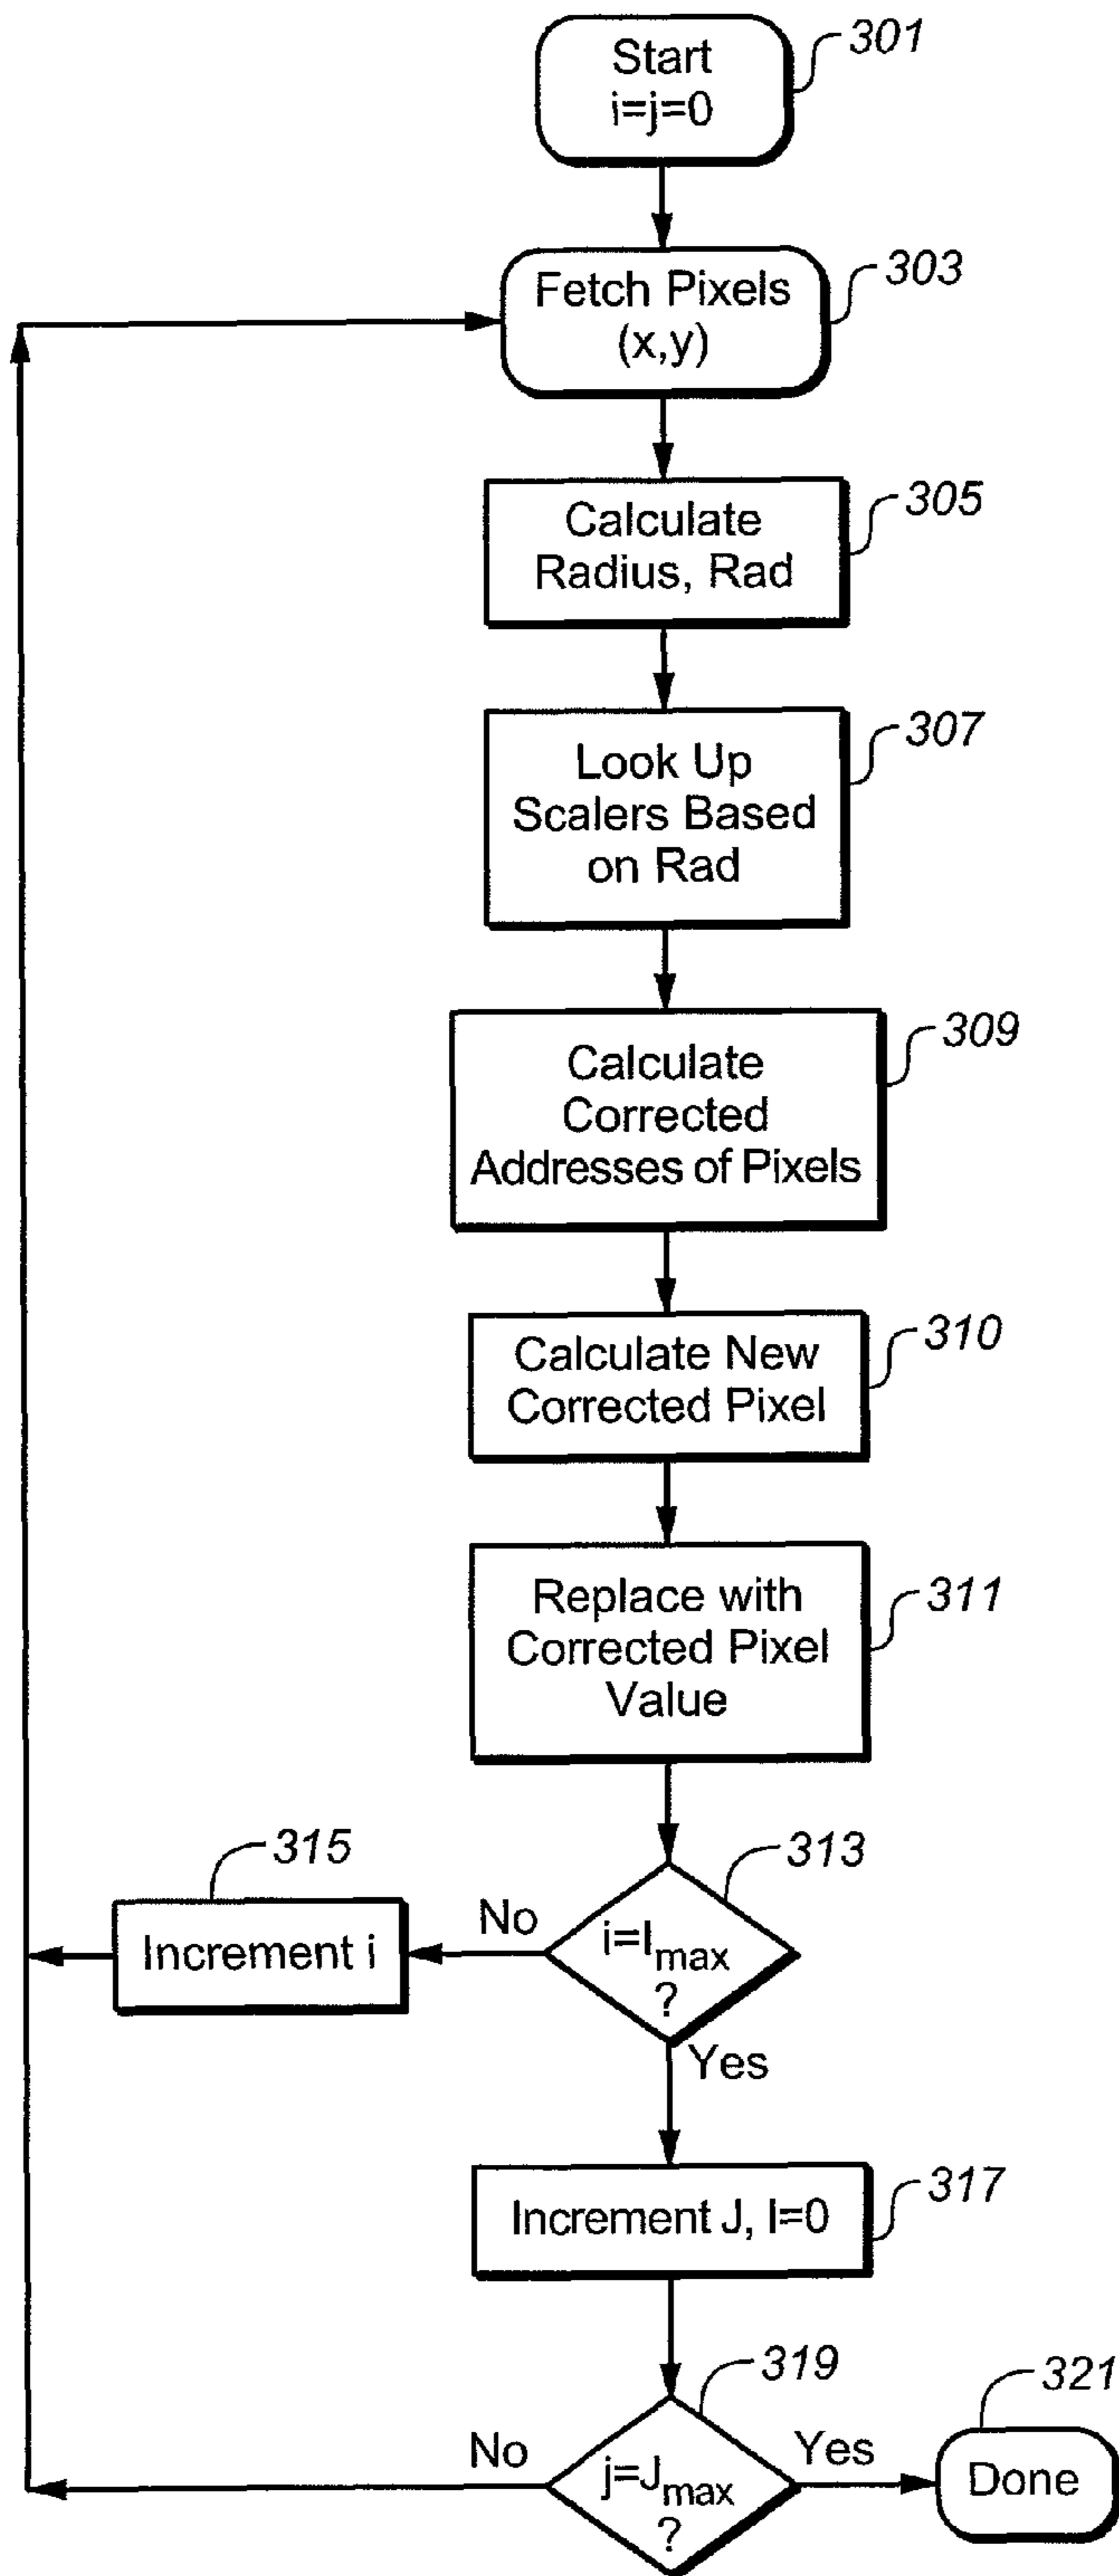 Start
i=j=0
301
Fetch Pixels
(x,y)
303
Calculate
Radius, Rad
305
Look Up
Scalers Based
on Rad
307
Calculate
Corrected
Addresses of Pixels
309
Calculate New
Corrected Pixel
310
Replace with
Corrected Pixel
Value
311
i=Imax
?
313
No
Increment i
315
Yes
Increment J, I=0
317
j=Jmax
?
319
No
Yes
Done
321